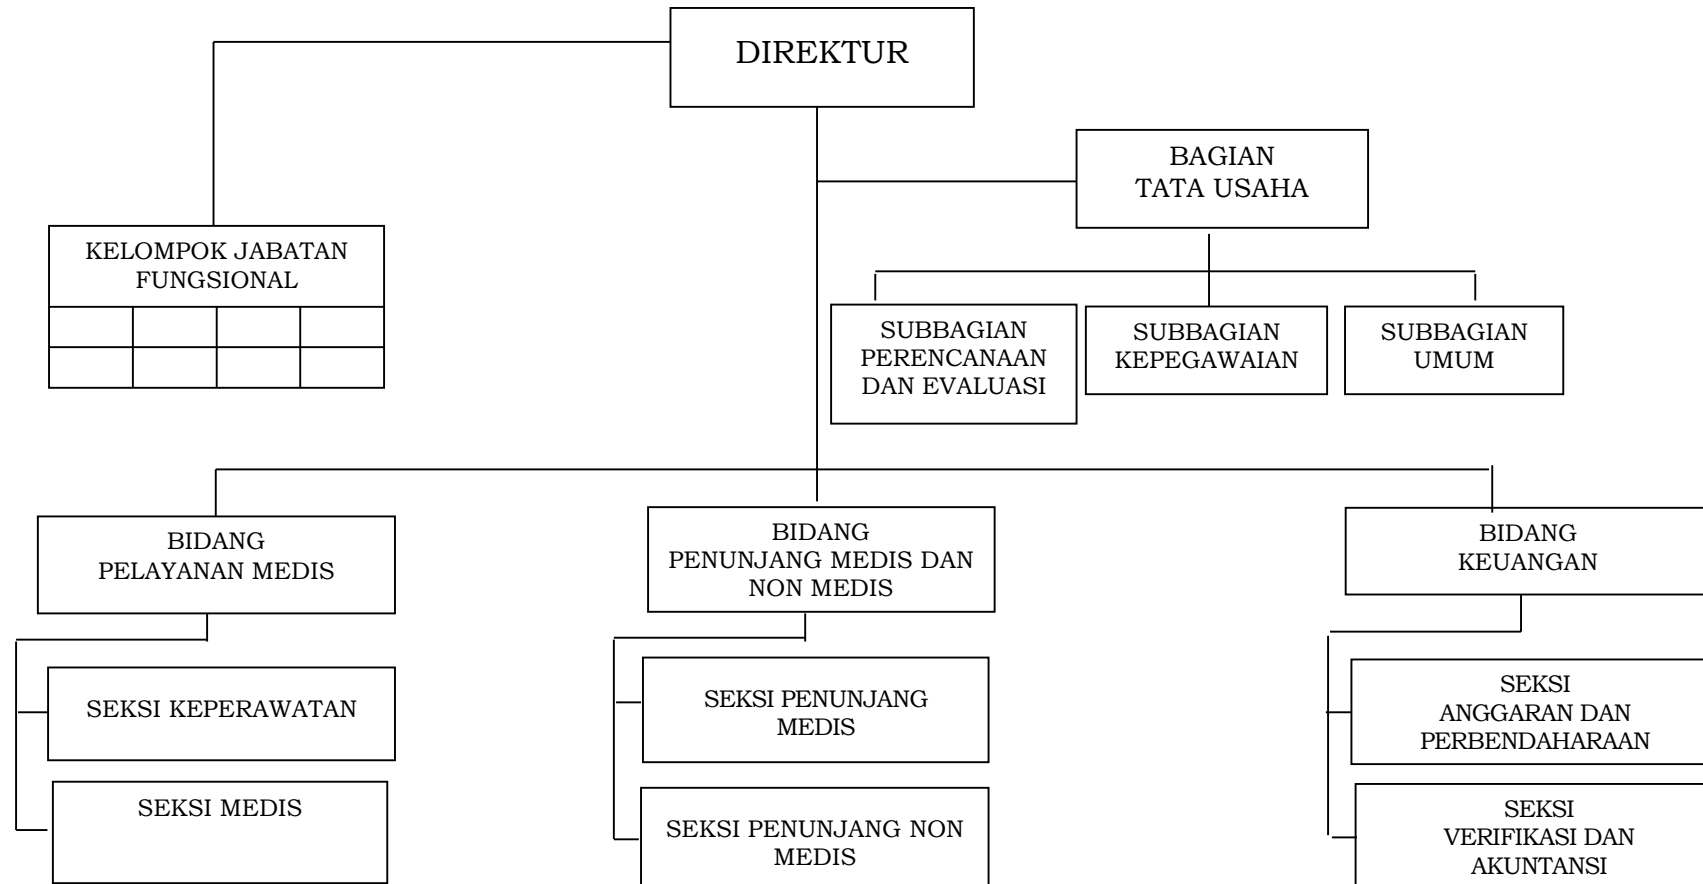 DIREKTUR
BAGIAN
TATA USAHA
KELOMPOK JABATAN
FUNGSIONAL
SUBBAGIAN
PERENCANAAN
DAN EVALUASI
SUBBAGIAN
KEPEGAWAIAN
SUBBAGIAN
UMUM
BIDANG
PELAYANAN MEDIS
BIDANG
PENUNJANG MEDIS DAN
NON MEDIS
BIDANG
KEUANGAN
SEKSI KEPERAWATAN
SEKSI PENUNJANG
MEDIS
SEKSI
ANGGARAN DAN
PERBENDAHARAAN
SEKSI MEDIS
SEKSI PENUNJANG NON
MEDIS
SEKSI
VERIFIKASI DAN
AKUNTANSI